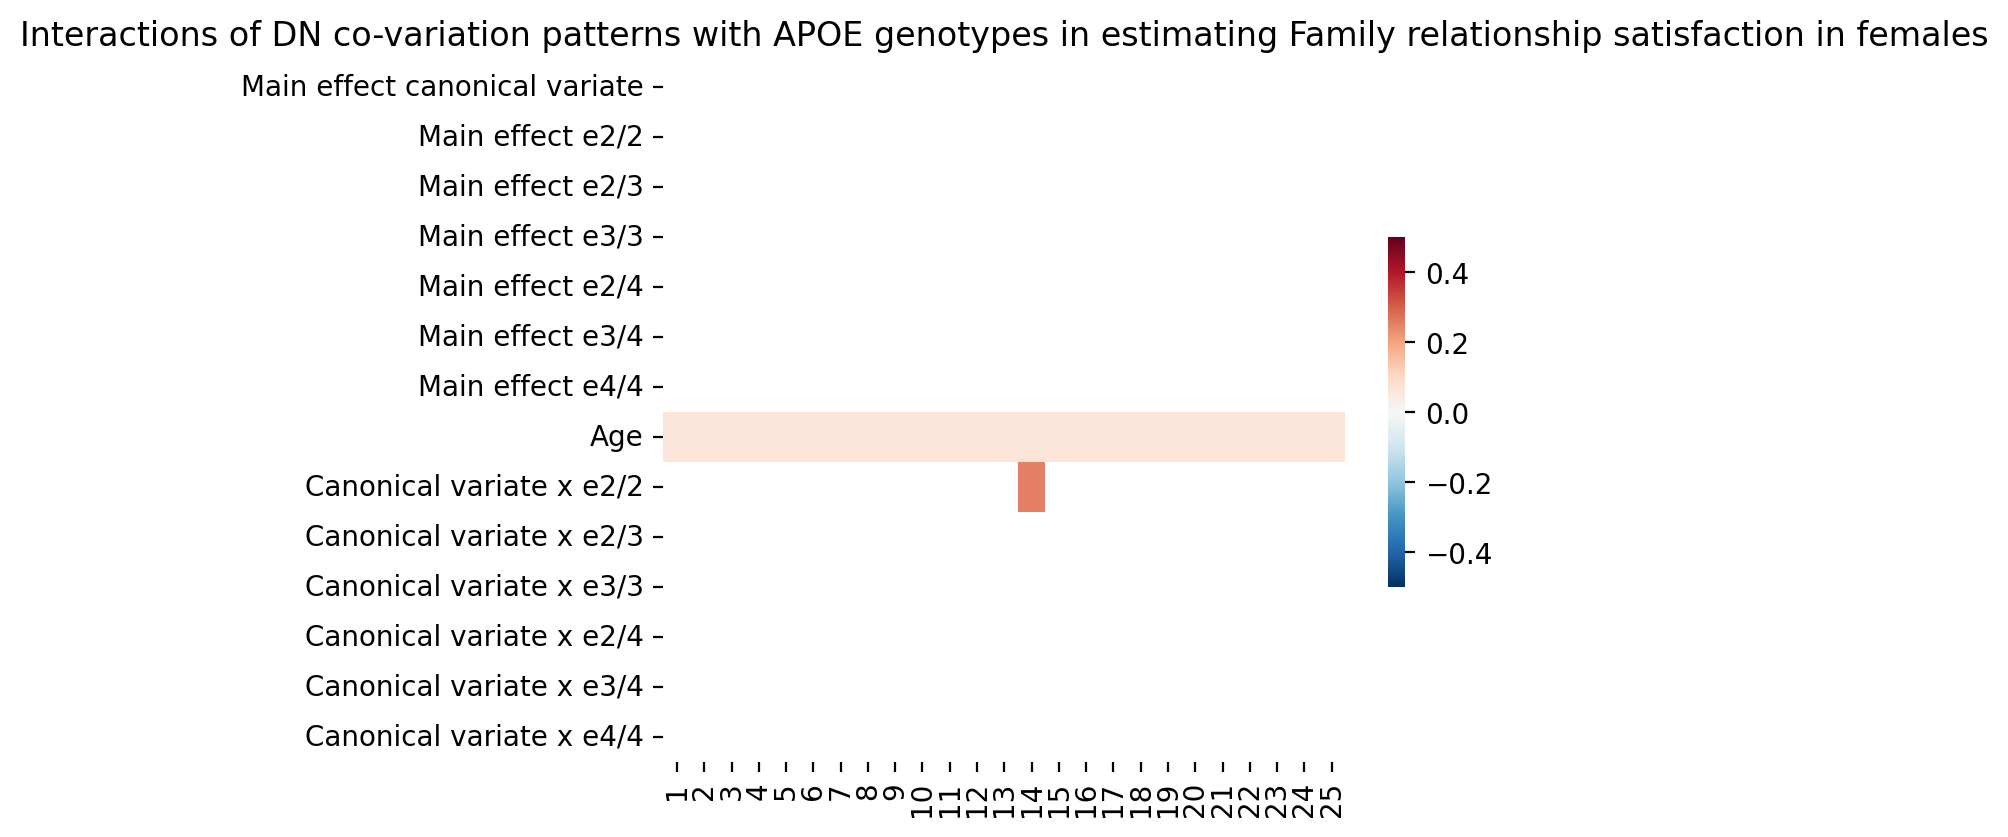 Interactions of DN co-variation patterns with APOE genotypes in estimating Family relationship satisfaction in females
Main effect canonical variate
Main effect e2/2
Main effect e2/3
Main effect e3/3
Main effect e2/4
Main effect e3/4
Main effect e4/4
Age
Canonical variate x e2/2
Canonical variate x e2/3
Canonical variate x e3/3
Canonical variate x e2/4
Canonical variate x e3/4
Canonical variate x e4/4
1 2 3 4 5 6 7 8 9 10 11 12 13 14 15 16 17 18 19 20 21 22 23 24 25
0.4
0.2
0.0
−0.2
−0.4